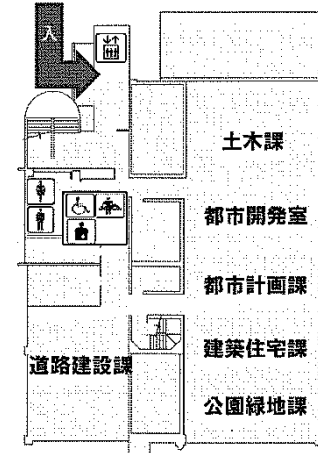 入
土木課
都市開発室
都市計画課
建築住宅課
道路建設課
公園緑地課